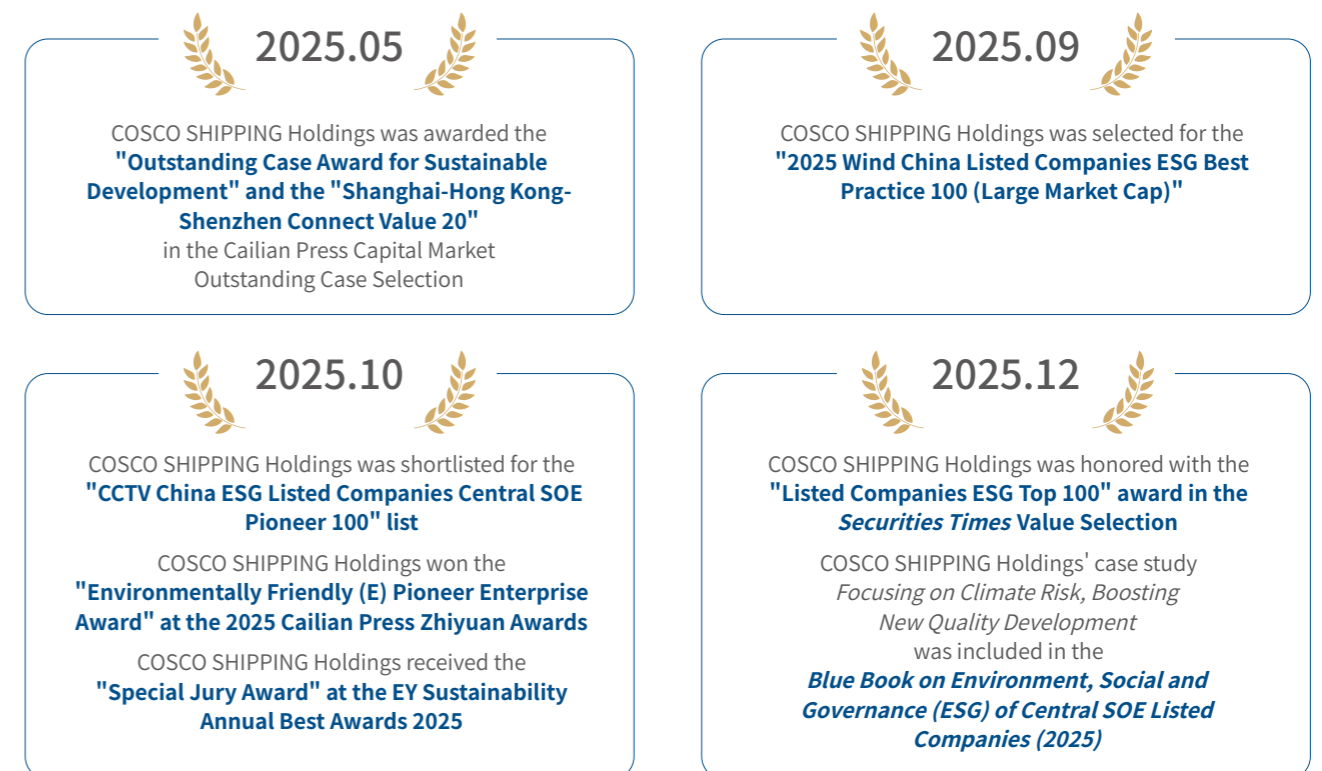 2025.05
COSCO SHIPPING Holdings was awarded the
"Outstanding Case Award for Sustainable
Development" and the "Shanghai-Hong Kong-
Shenzhen Connect Value 20"
in the Cailian Press Capital Market
Outstanding Case Selection
2025.09
COSCO SHIPPING Holdings was selected for the
"2025 Wind China Listed Companies ESG Best
Practice 100 (Large Market Cap)"
2025.10
COSCO SHIPPING Holdings was shortlisted for the
"CCTV China ESG Listed Companies Central SOE
Pioneer 100" list
COSCO SHIPPING Holdings won the
"Environmentally Friendly (E) Pioneer Enterprise
Award" at the 2025 Cailian Press Zhiyuan Awards
COSCO SHIPPING Holdings received the
"Special Jury Award" at the EY Sustainability
Annual Best Awards 2025
2025.12
COSCO SHIPPING Holdings was honored with the
"Listed Companies ESG Top 100" award in the
Securities Times Value Selection
COSCO SHIPPING Holdings' case study
Focusing on Climate Risk, Boosting
New Quality Development
was included in the
Blue Book on Environment, Social and
Governance (ESG) of Central SOE Listed
Companies (2025)